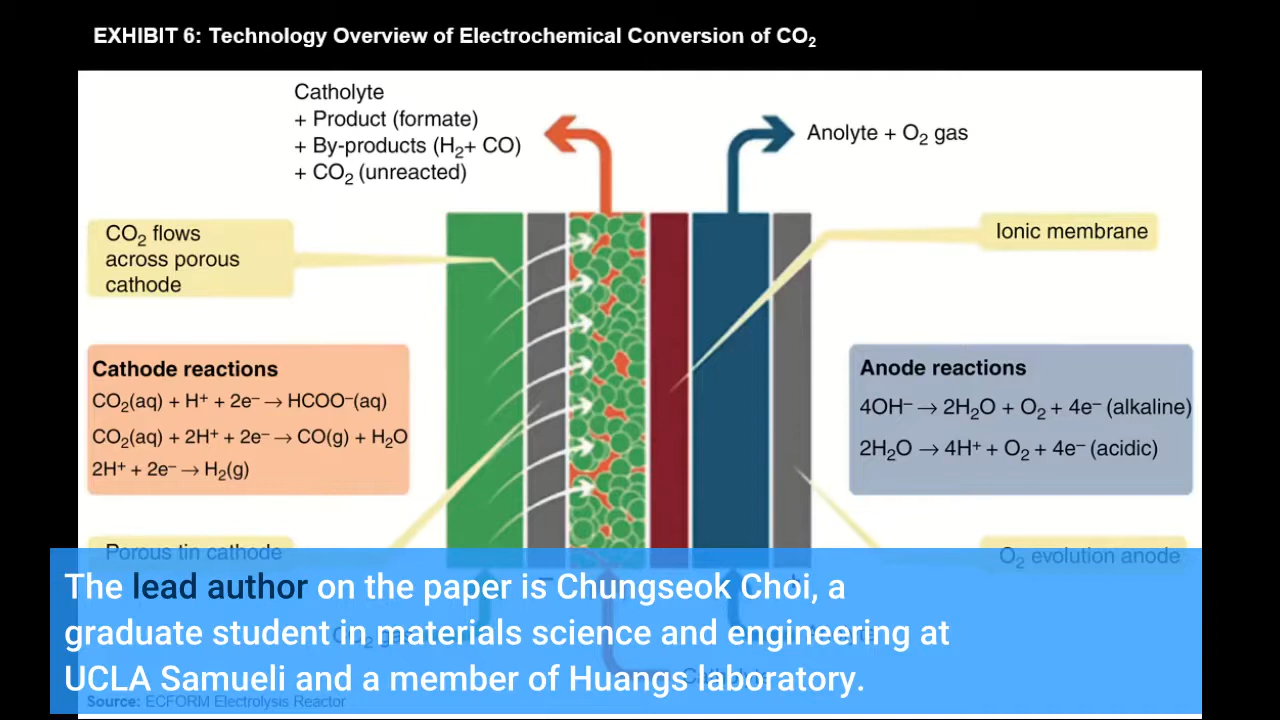 EXHIBIT 6: Technology Overview of Electrochemical Conversion of CO₂
Catholyte
+ Product (formate)
+ By-products (H₂+ CO)
+ CO₂ (unreacted)
Anolyte + O₂ gas
CO₂ flows
across porous
cathode
Ionic membrane
Cathode reactions
CO₂(aq) + H⁺ + 2e⁻ → HCOO⁻(aq)
CO₂(aq) + 2H⁺ + 2e⁻ → CO(g) + H₂O
2H⁺ + 2e⁻ → H₂(g)
Anode reactions
4OH⁻ → 2H₂O + O₂ + 4e⁻ (alkaline)
2H₂O → 4H⁺ + O₂ + 4e⁻ (acidic)
Porous tin cathode
O₂ evolution anode
–
+
The lead author on the paper is Chungseok Choi, a
graduate student in materials science and engineering at
UCLA Samueli and a member of Huangs laboratory.
Source: ECFORM Electrolysis Reactor